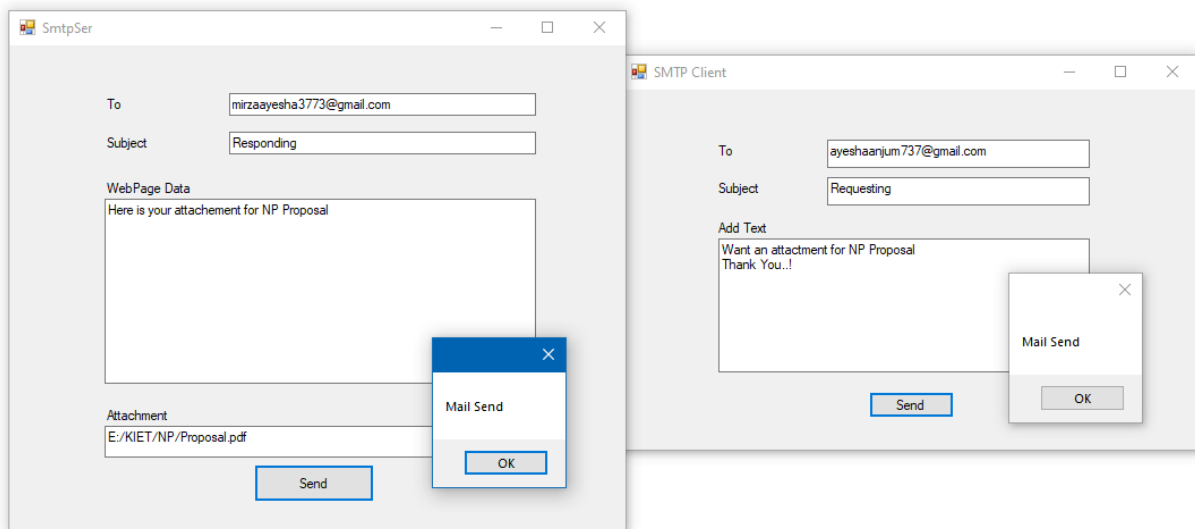 SmtpSer
To
mirzaayesha3773@gmail.com
Subject
Responding
WebPage Data
Here is your attachement for NP Proposal
Attachment
E:/KIET/NP/Proposal.pdf
Send
Mail Send
OK
SMTP Client
To
ayeshaanjum737@gmail.com
Subject
Requesting
Add Text
Want an attactment for NP Proposal
Thank You..!
Send
Mail Send
OK